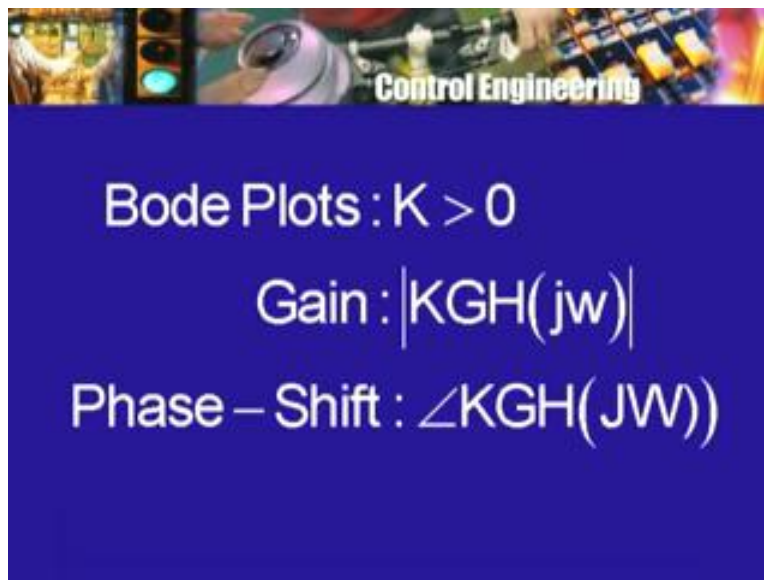 Control Engineering
Bode Plots : K > 0
Gain : |KGH(jw)|
Phase – Shift : ∠KGH(JW))